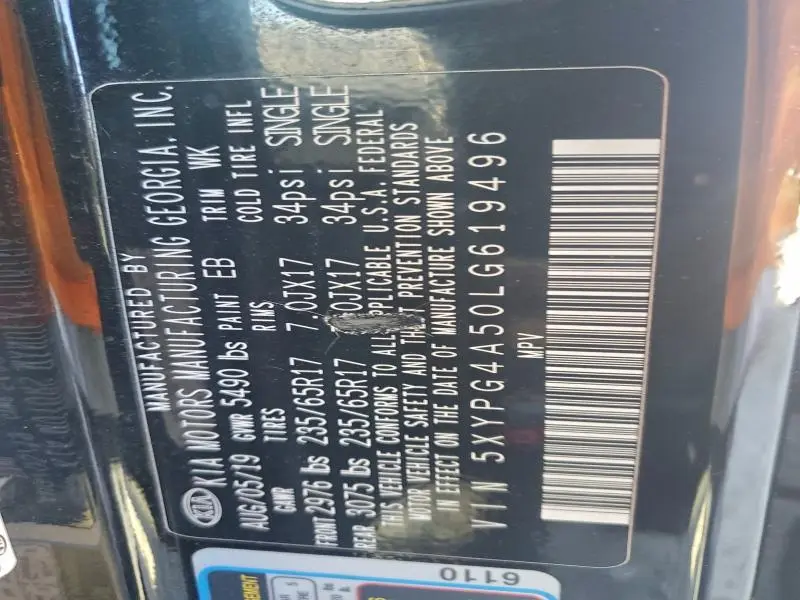 MANUFACTURED BY
KIA KIA MOTORS MANUFACTURING GEORGIA, INC.
AUG/05/19 GVWR 5490 lbs PAINT EB TRIM WK
GAWR TIRES RIMS COLD TIRE INFL
FRONT 2976 lbs 235/65R17 7.0JX17 34psi SINGLE
REAR 3075 lbs 235/65R17 .0JX17 34psi SINGLE
THIS VEHICLE CONFORMS TO ALL APPLICABLE U.S.A. FEDERAL
MOTOR VEHICLE SAFETY AND THEFT PREVENTION STANDARDS
IN EFFECT ON THE DATE OF MANUFACTURE SHOWN ABOVE
VIN 5XYPG4A50LG619496
MPV
6110